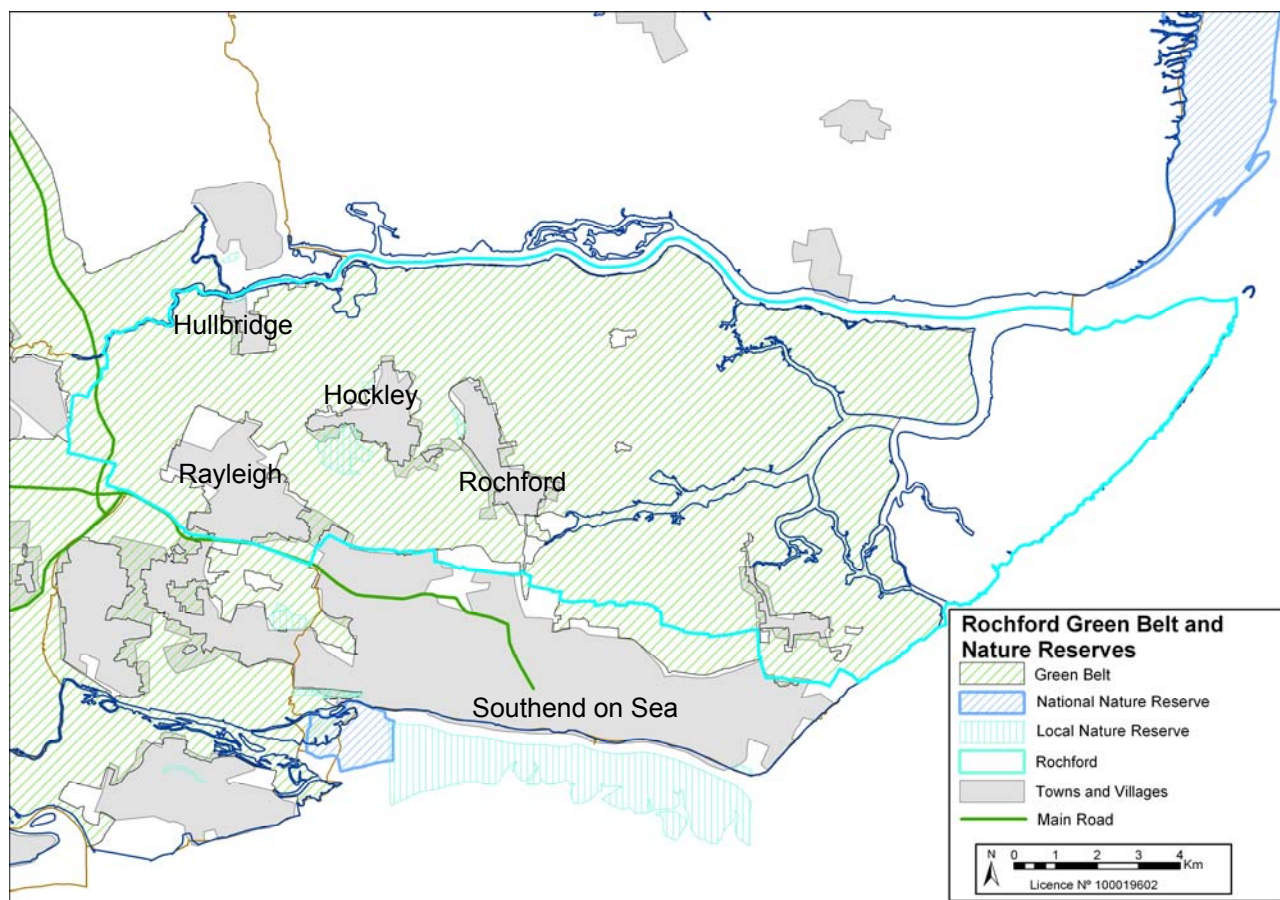 Hullbridge
Hockley
Rayleigh
Rochford
Southend on Sea
Rochford Green Belt and
Nature Reserves
Green Belt
National Nature Reserve
Local Nature Reserve
Rochford
Towns and Villages
Main Road
N 0 1 2 3 4
Km
Licence Nº 100019602